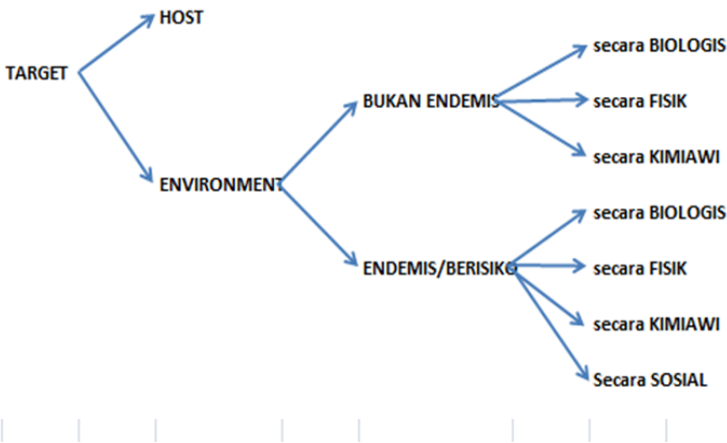 HOST
TARGET
ENVIRONMENT
BUKAN ENDEMIS
secara BIOLOGIS
secara FISIK
secara KIMIAWI
ENDEMIS/BERISIKO
secara BIOLOGIS
secara FISIK
secara KIMIAWI
Secara SOSIAL